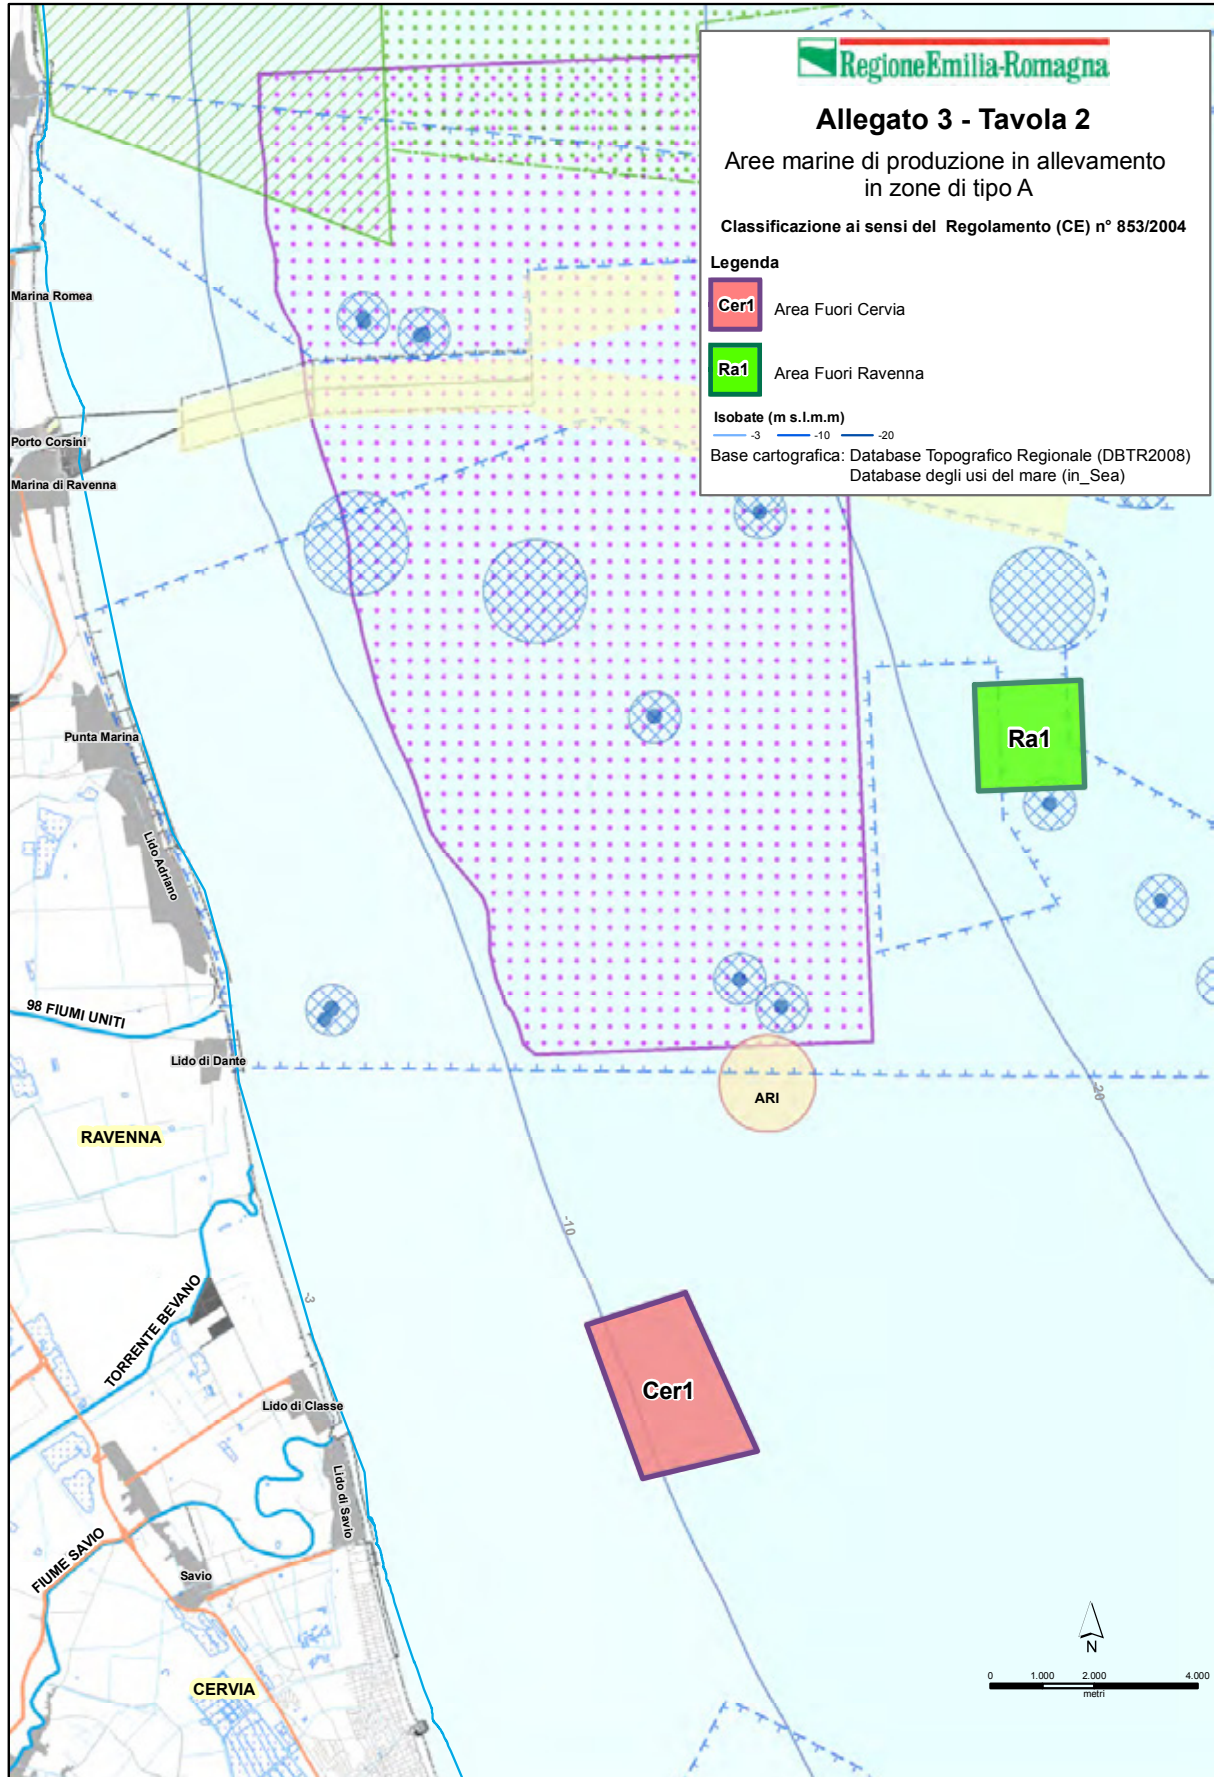 RegioneEmilia-Romagna
Allegato 3 - Tavola 2
Aree marine di produzione in allevamento
in zone di tipo A
Classificazione ai sensi del Regolamento (CE) n° 853/2004
Legenda
Cer1
Area Fuori Cervia
Ra1
Area Fuori Ravenna
Isobate (m s.l.m.m)
-3 -10 -20
Base cartografica: Database Topografico Regionale (DBTR2008)
Database degli usi del mare (in_Sea)
Marina Romea
Porto Corsini
Marina di Ravenna
Punta Marina
Ra1
Lido Adriano
98 FIUMI UNITI
Lido di Dante
ARI
-20
RAVENNA
-10
TORRENTE BEVANO
-3
Cer1
Lido di Classe
Lido di Savio
FIUME SAVIO
Savio
CERVIA
N
0 1.000 2.000 4.000
metri